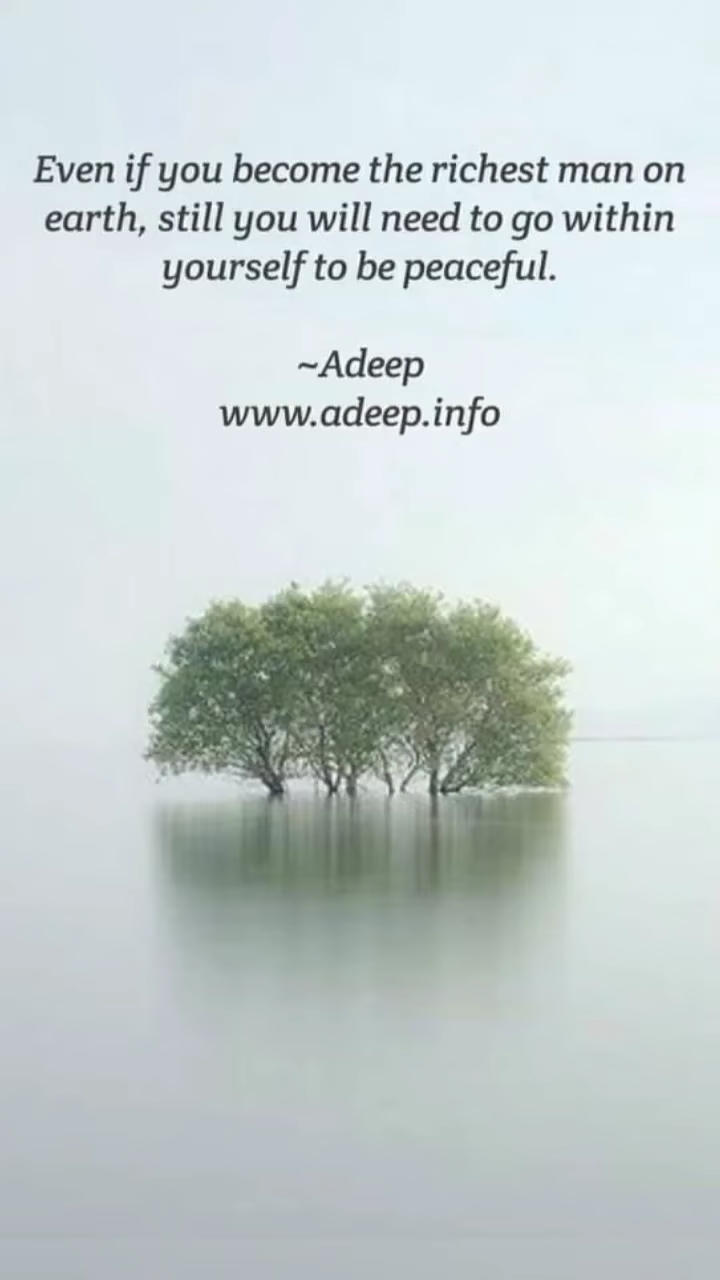 Even if you become the richest man on
earth, still you will need to go within
yourself to be peaceful.
~Adeep
www.adeep.info